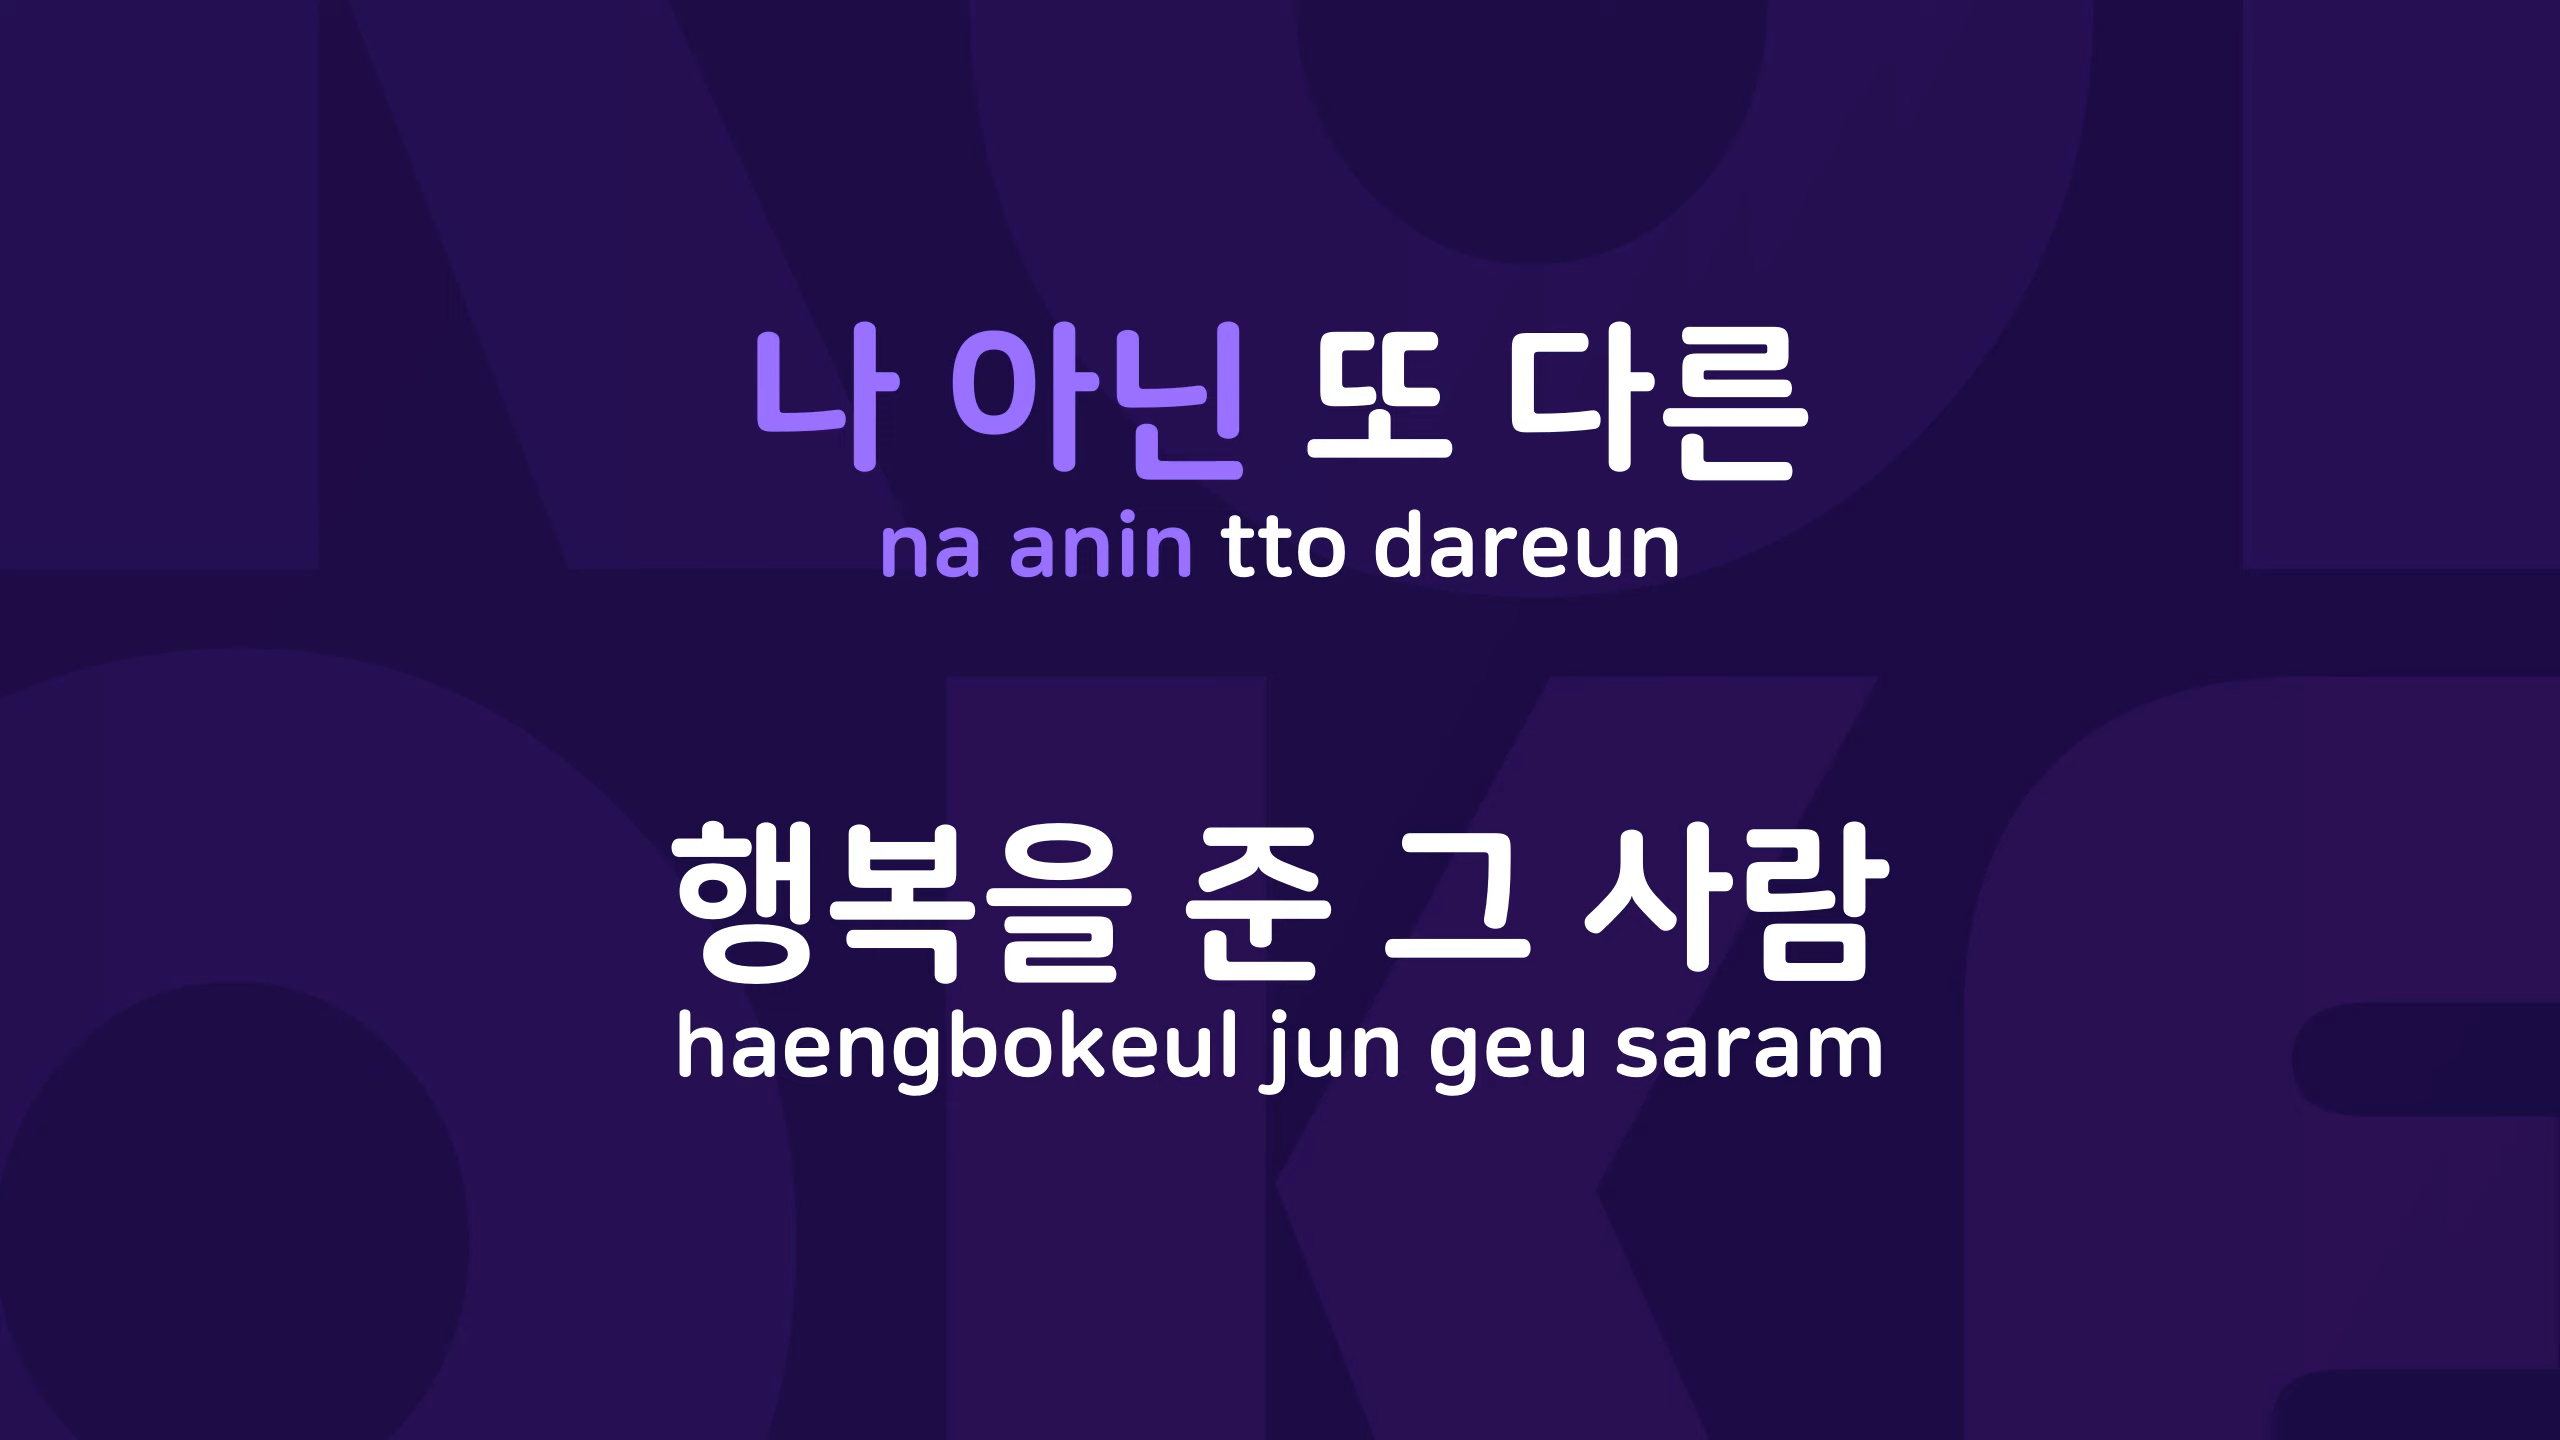 나 아닌 또 다른
na anin tto dareun
행복을 준 그 사람
haengbokeul jun geu saram